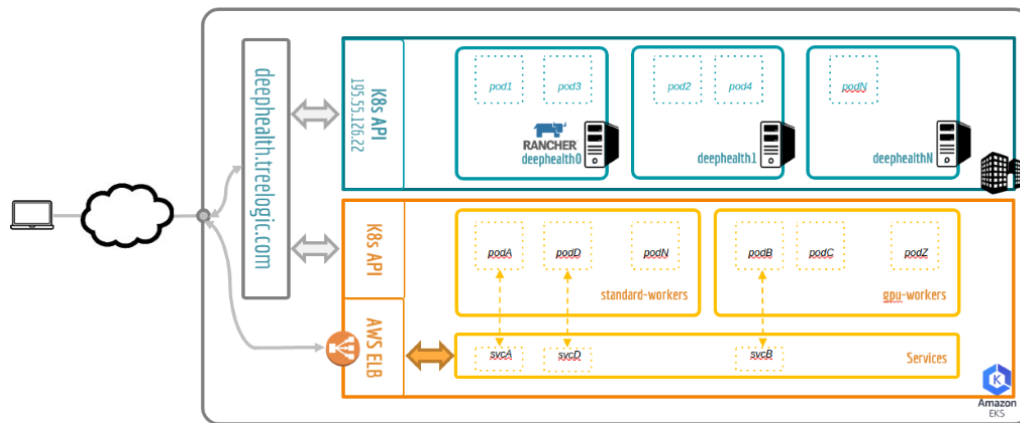 deephealth.treelogic.com
K8s API
195.55.126.22
pod1
pod3
RANCHER
deephealth0
pod2
pod4
deephealth1
podN
deephealthN
K8s API
podA
podD
podN
standard-workers
podB
podC
podZ
gpu-workers
AWS ELB
svcA
svcD
svcB
Services
Amazon
EKS